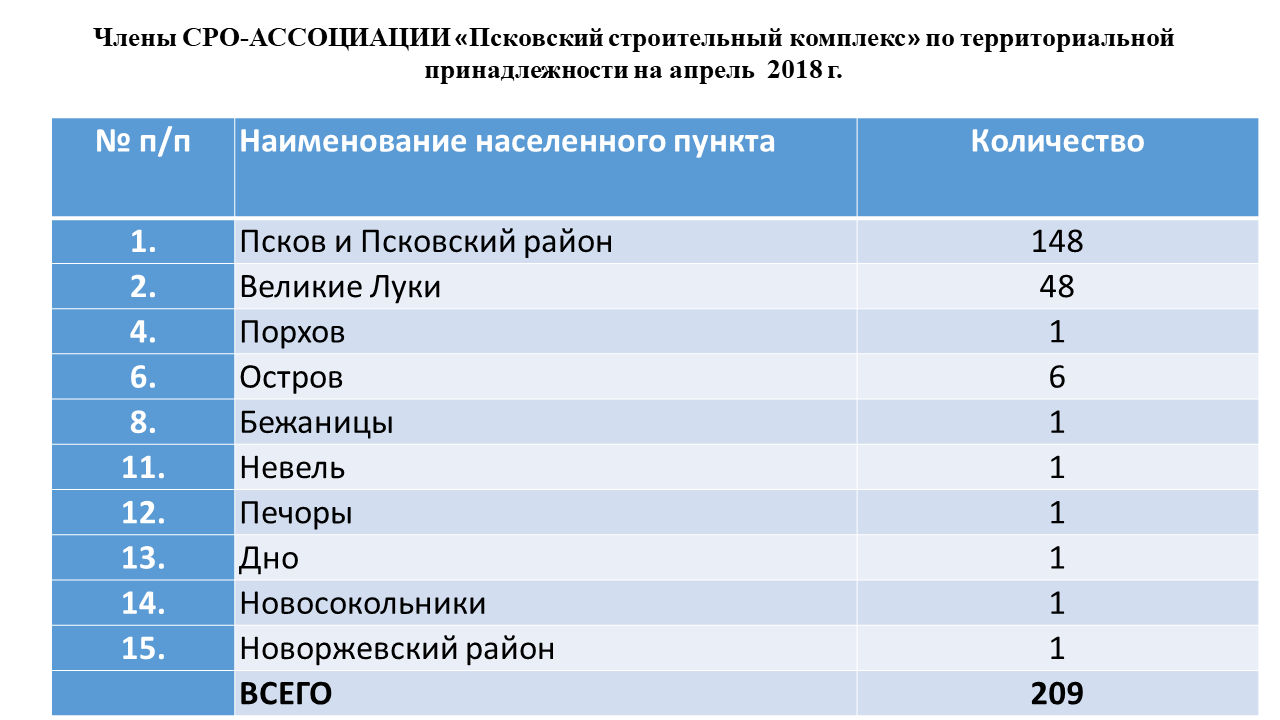 Члены СРО-АССОЦИАЦИИ «Псковский строительный комплекс» по территориальной
принадлежности на апрель 2018 г.
№ п/п Наименование населенного пункта Количество
1. Псков и Псковский район 148
2. Великие Луки 48
4. Порхов 1
6. Остров 6
8. Бежаницы 1
11. Невель 1
12. Печоры 1
13. Дно 1
14. Новосокольники 1
15. Новоржевский район 1
ВСЕГО 209